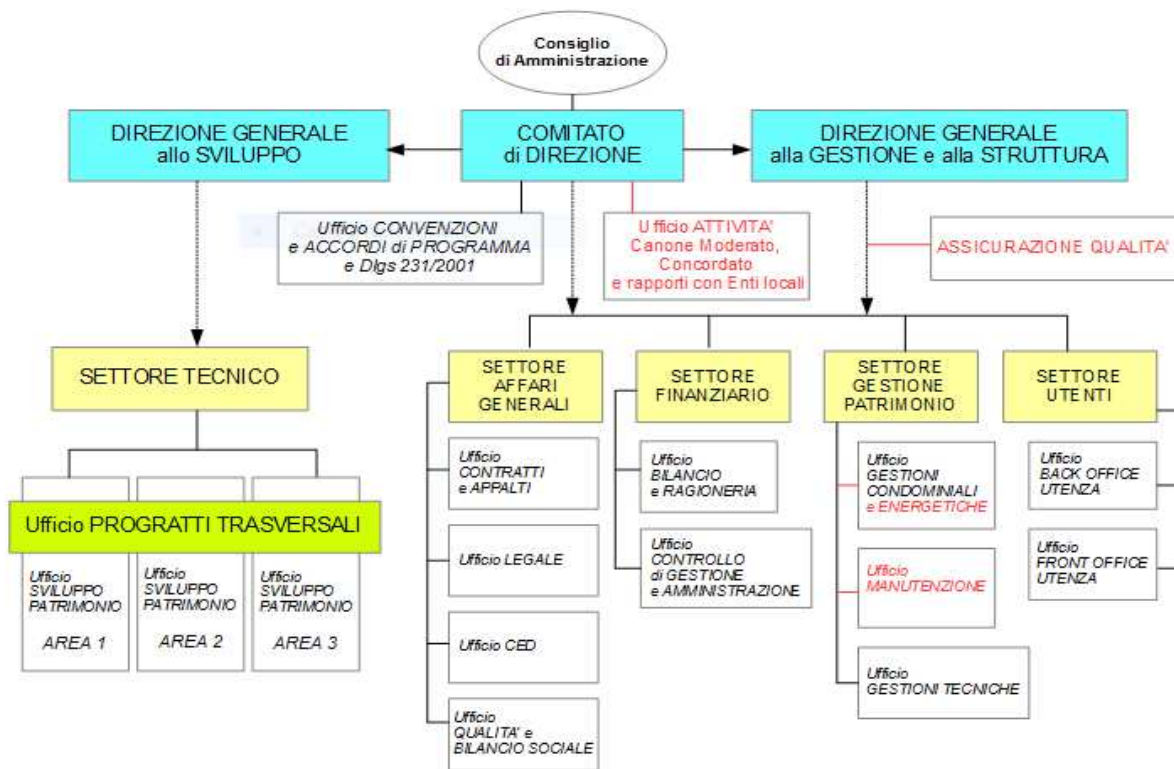 Consiglio
di Amministrazione
DIREZIONE GENERALE
allo SVILUPPO
COMITATO
di DIREZIONE
DIREZIONE GENERALE
alla GESTIONE e alla STRUTTURA
Ufficio CONVENZIONI
e ACCORDI di PROGRAMMA
e Dlgs 231/2001
Ufficio ATTIVITA'
Canone Moderato,
Concordato
e rapporti con Enti locali
ASSICURAZIONE QUALITA'
SETTORE TECNICO
SETTORE
AFFARI
GENERALI
SETTORE
FINANZIARIO
SETTORE
GESTIONE
PATRIMONIO
SETTORE
UTENTI
Ufficio PROGRATTI TRASVERSALI
Ufficio
SVILUPPO
PATRIMONIO
AREA 1
Ufficio
SVILUPPO
PATRIMONIO
AREA 2
Ufficio
SVILUPPO
PATRIMONIO
AREA 3
Ufficio
CONTRATTI
e APPALTI
Ufficio LEGALE
Ufficio CED
Ufficio
QUALITA' e
BILANCIO SOCIALE
Ufficio
BILANCIO
e RAGIONERIA
Ufficio
CONTROLLO
di GESTIONE
e AMMINISTRAZIONE
Ufficio
GESTIONI
CONDOMINIALI
e ENERGETICHE
Ufficio
MANUTENZIONE
Ufficio
GESTIONI TECNICHE
Ufficio
BACK OFFICE
UTENZA
Ufficio
FRONT OFFICE
UTENZA